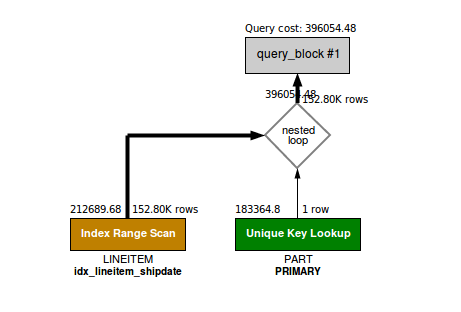 Query cost: 396054.48
query_block #1
396054.48
152.80K rows
nested
loop
212689.68
152.80K rows
183364.8
1 row
Index Range Scan
Unique Key Lookup
LINEITEM
idx_lineitem_shipdate
PART
PRIMARY